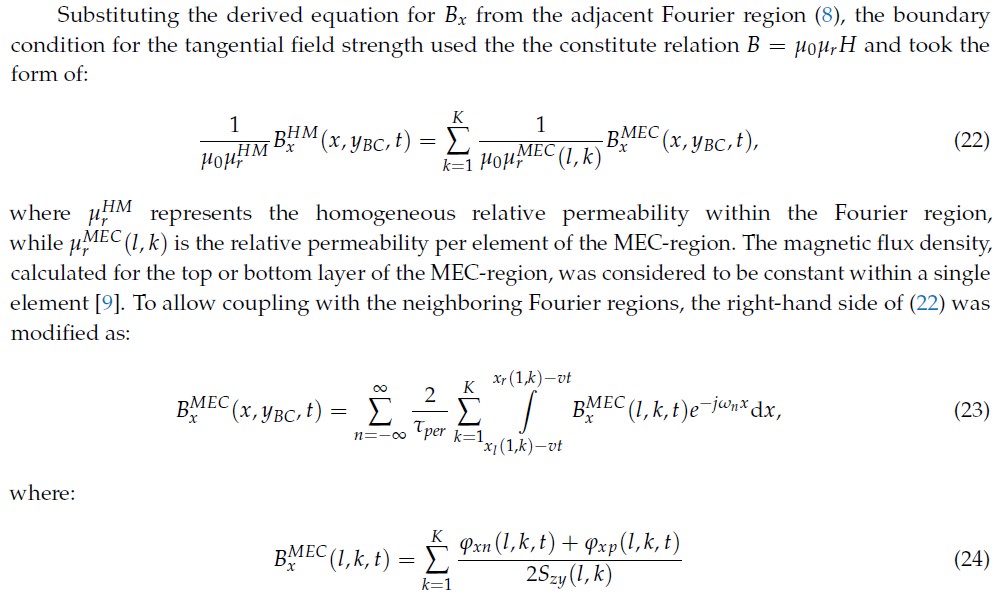 Substituting the derived equation for $B_x$ from the adjacent Fourier region (8), the boundary
condition for the tangential field strength used the the constitute relation $B = \mu_0\mu_r H$ and took the
form of:
$$\frac{1}{\mu_0\mu_r^{HM}} B_x^{HM}(x, y_{BC}, t) = \sum_{k=1}^{K} \frac{1}{\mu_0\mu_r^{MEC}(l,k)} B_x^{MEC}(x, y_{BC}, t), \quad (22)$$
where $\mu_r^{HM}$ represents the homogeneous relative permeability within the Fourier region,
while $\mu_r^{MEC}(l,k)$ is the relative permeability per element of the MEC-region. The magnetic flux density,
calculated for the top or bottom layer of the MEC-region, was considered to be constant within a single
element [9]. To allow coupling with the neighboring Fourier regions, the right-hand side of (22) was
modified as:
$$B_x^{MEC}(x, y_{BC}, t) = \sum_{n=-\infty}^{\infty} \frac{2}{\tau_{per}} \sum_{k=1}^{K} \int_{x_l(1,k)-vt}^{x_r(1,k)-vt} B_x^{MEC}(l,k,t) e^{-j\omega_n x} \mathrm{d}x, \quad (23)$$
where:
$$B_x^{MEC}(l,k,t) = \sum_{k=1}^{K} \frac{\varphi_{xn}(l,k,t) + \varphi_{xp}(l,k,t)}{2S_{zy}(l,k)} \quad (24)$$